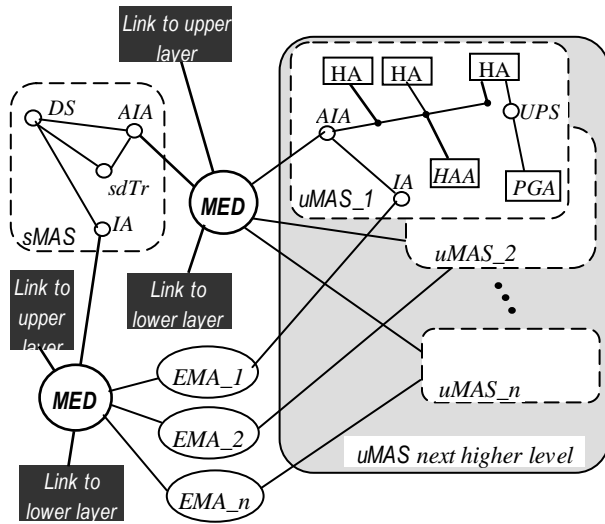 Link to upper
layer
DS
AIA
sdTr
IA
sMAS
MED
Link to
lower layer
HA
HA
HA
AIA
UPS
IA
HAA
PGA
uMAS_1
uMAS_2
uMAS_n
uMAS next higher level
Link to
upper
layer
MED
Link to
lower layer
EMA_1
EMA_2
EMA_n